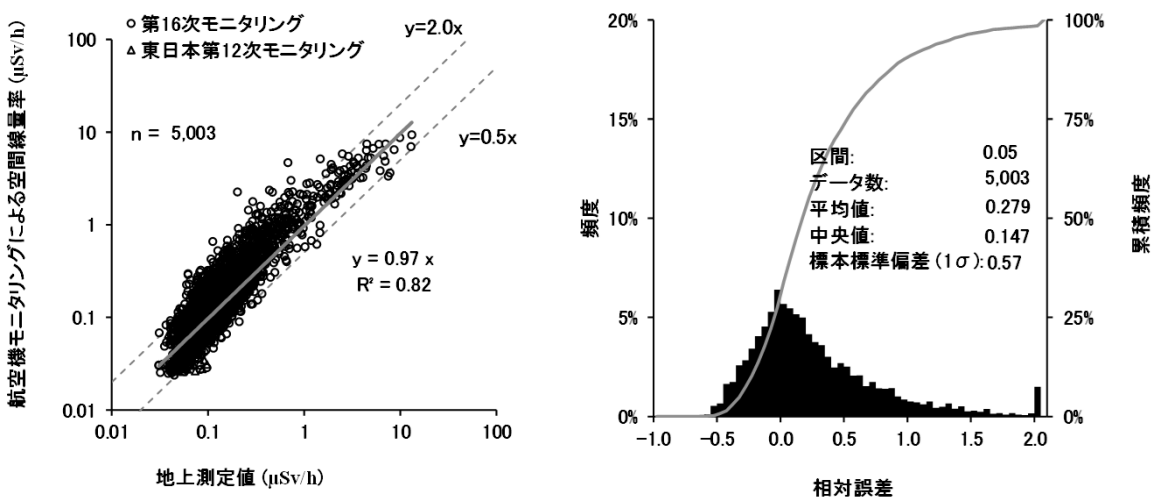 ○ 第16次モニタリング
△ 東日本第12次モニタリング
y=2.0x
n = 5,003
y=0.5x
y = 0.97 x
R² = 0.82
100
10
1
0.1
0.01
0.01
0.1
1
10
100
航空機モニタリングによる空間線量率 (μSv/h)
地上測定値 (μSv/h)
20%
15%
10%
5%
0%
100%
75%
50%
25%
0%
区間: 0.05
データ数: 5,003
平均値: 0.279
中央値: 0.147
標本標準偏差 (1σ): 0.57
-1.0
-0.5
0.0
0.5
1.0
1.5
2.0
頻度
累積頻度
相対誤差